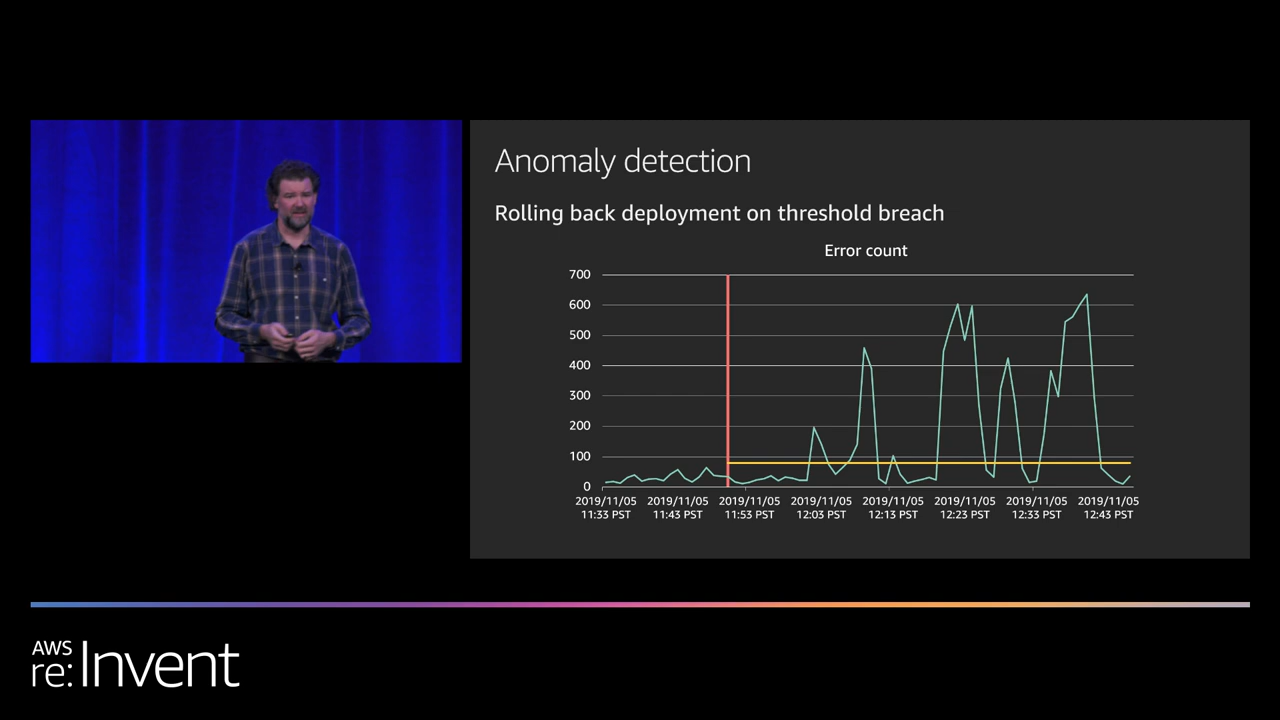 Anomaly detection
Rolling back deployment on threshold breach
Error count
700
600
500
400
300
200
100
0
2019/11/05 2019/11/05 2019/11/05 2019/11/05 2019/11/05 2019/11/05 2019/11/05 2019/11/05
11:33 PST 11:43 PST 11:53 PST 12:03 PST 12:13 PST 12:23 PST 12:33 PST 12:43 PST
AWS
re:Invent